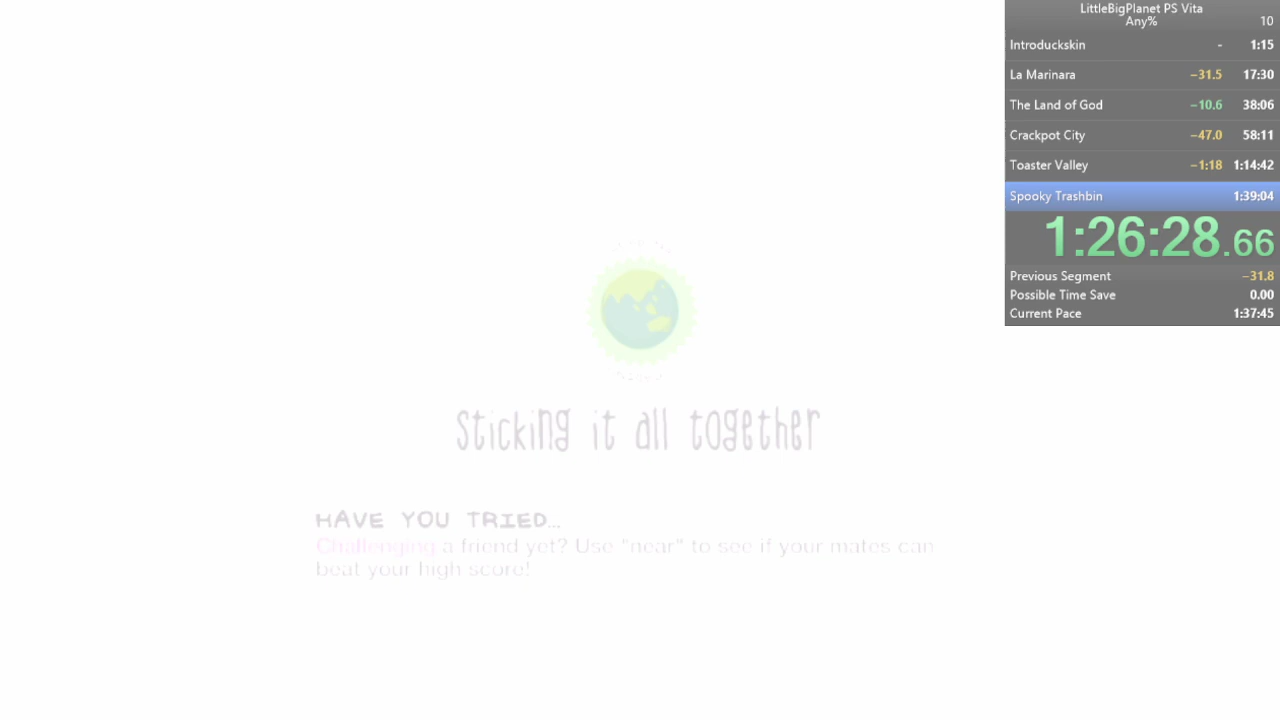 LittleBigPlanet PS Vita
Any% 10
Introduckskin - 1:15
La Marinara −31.5 17:30
The Land of God −10.6 38:06
Crackpot City −47.0 58:11
Toaster Valley −1:18 1:14:42
Spooky Trashbin 1:39:04
1:26:28.66
Previous Segment −31.8
Possible Time Save 0.00
Current Pace 1:37:45
Sticking it all together
HAVE YOU TRIED...
Challenging a friend yet? Use "near" to see if your mates can
beat your high score!